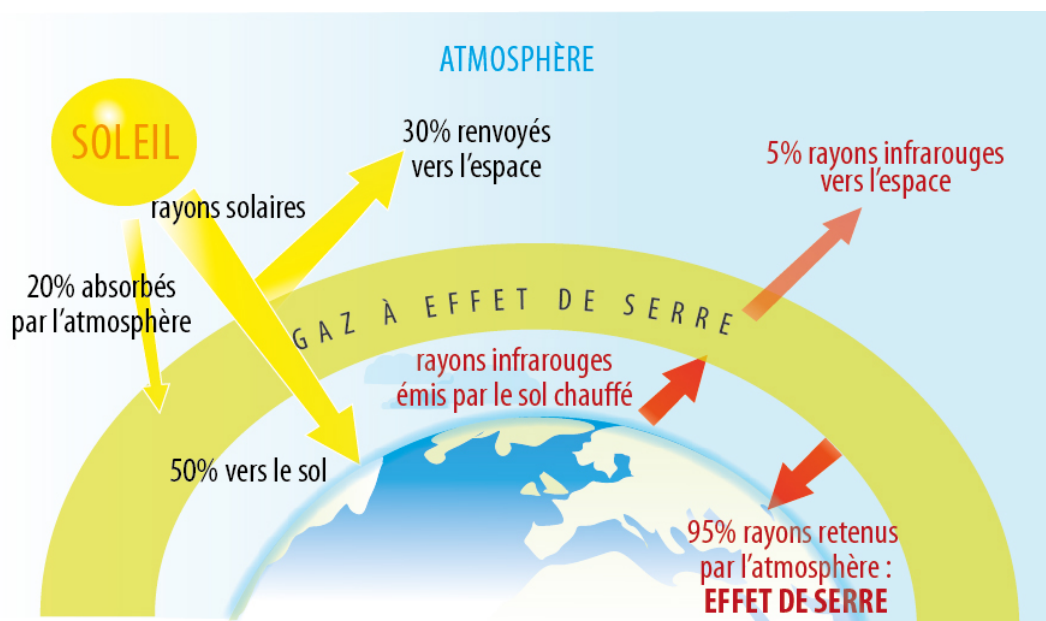 ATMOSPHÈRE
SOLEIL
30% renvoyés
vers l’espace
5% rayons infrarouges
vers l’espace
rayons solaires
20% absorbés
par l’atmosphère
GAZ À EFFET DE SERRE
rayons infrarouges
émis par le sol chauffé
50% vers le sol
95% rayons retenus
par l’atmosphère :
EFFET DE SERRE